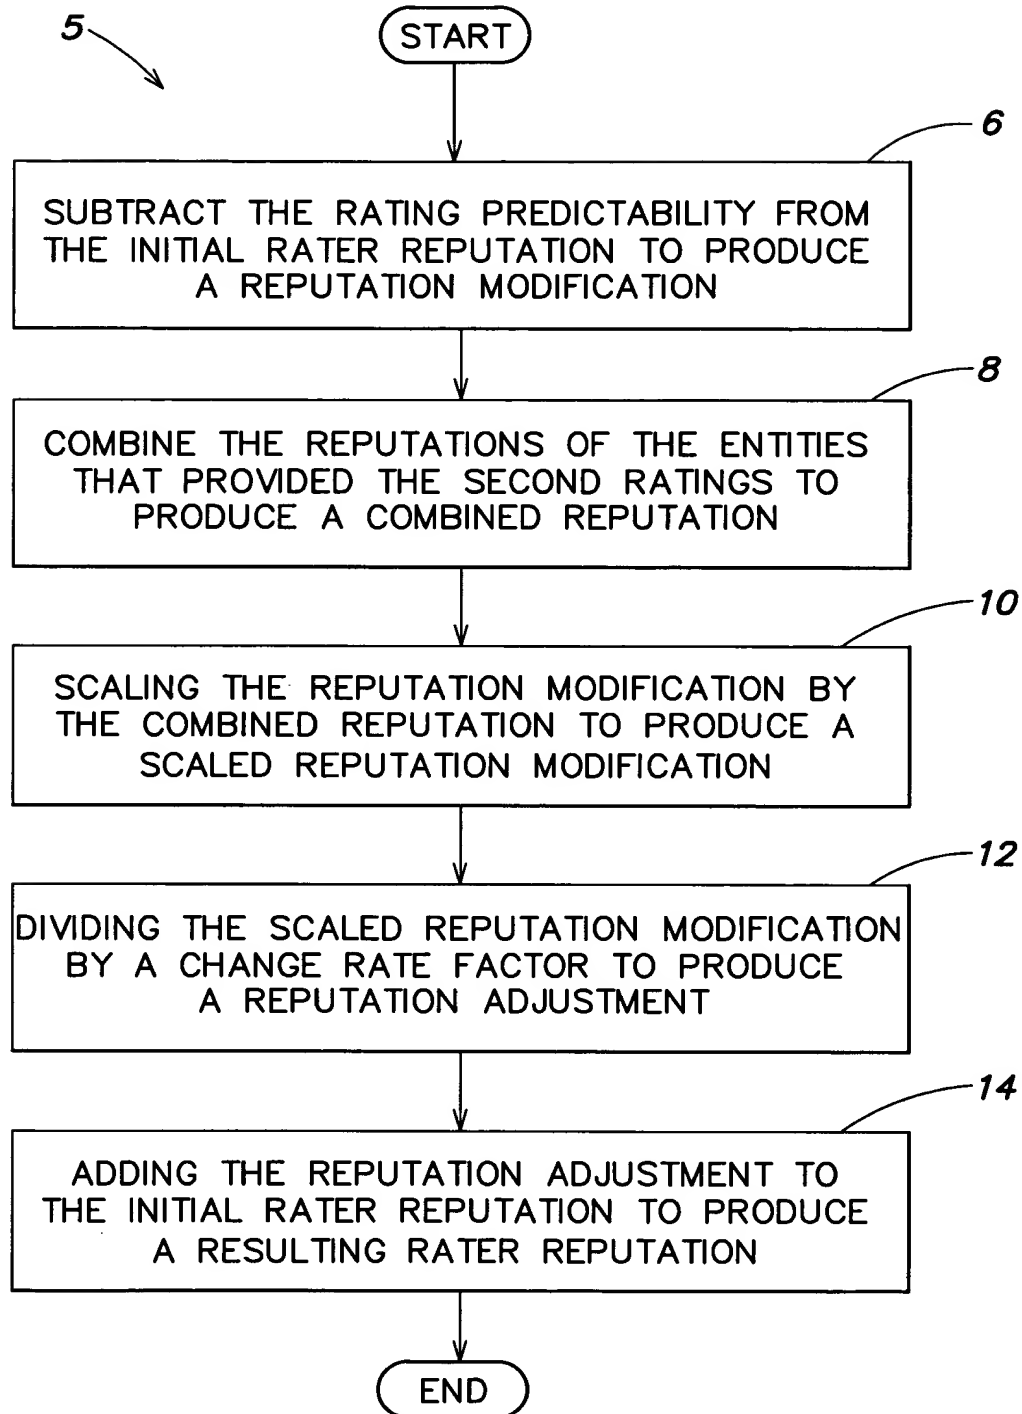 5
START
6
SUBTRACT THE RATING PREDICTABILITY FROM
THE INITIAL RATER REPUTATION TO PRODUCE
A REPUTATION MODIFICATION
8
COMBINE THE REPUTATIONS OF THE ENTITIES
THAT PROVIDED THE SECOND RATINGS TO
PRODUCE A COMBINED REPUTATION
10
SCALING THE REPUTATION MODIFICATION BY
THE COMBINED REPUTATION TO PRODUCE A
SCALED REPUTATION MODIFICATION
12
DIVIDING THE SCALED REPUTATION MODIFICATION
BY A CHANGE RATE FACTOR TO PRODUCE
A REPUTATION ADJUSTMENT
14
ADDING THE REPUTATION ADJUSTMENT TO
THE INITIAL RATER REPUTATION TO PRODUCE
A RESULTING RATER REPUTATION
END